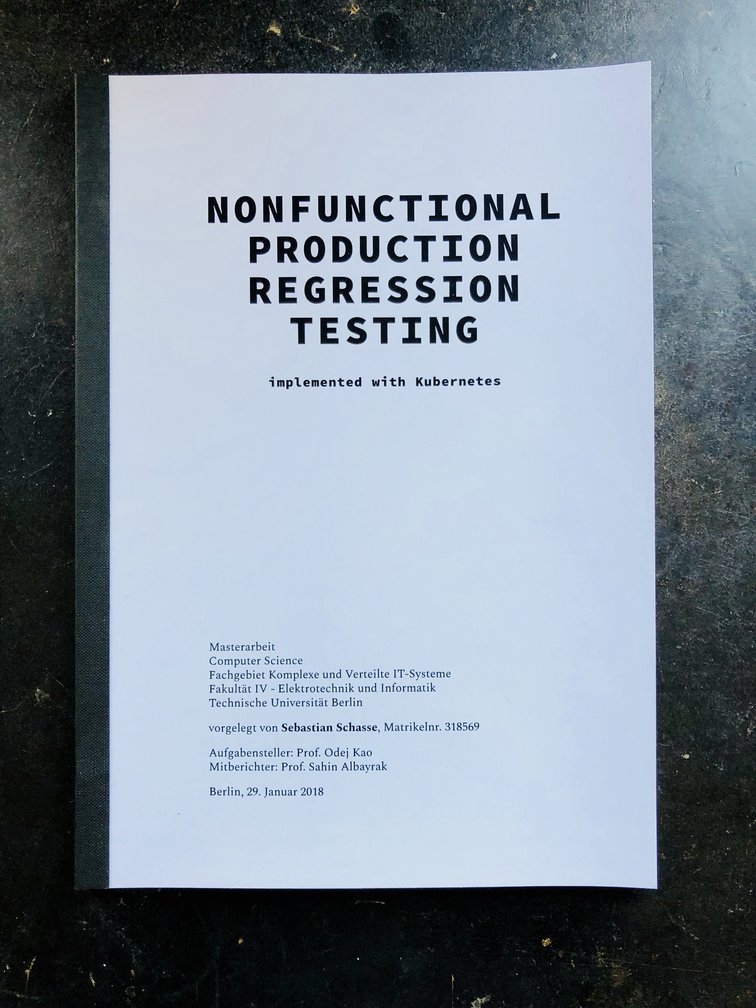 NONFUNCTIONAL
PRODUCTION
REGRESSION
TESTING
implemented with Kubernetes
Masterarbeit
Computer Science
Fachgebiet Komplexe und Verteilte IT-Systeme
Fakultät IV - Elektrotechnik und Informatik
Technische Universität Berlin
vorgelegt von Sebastian Schasse, Matrikelnr. 318569
Aufgabensteller: Prof. Odej Kao
Mitberichter: Prof. Sahin Albayrak
Berlin, 29. Januar 2018